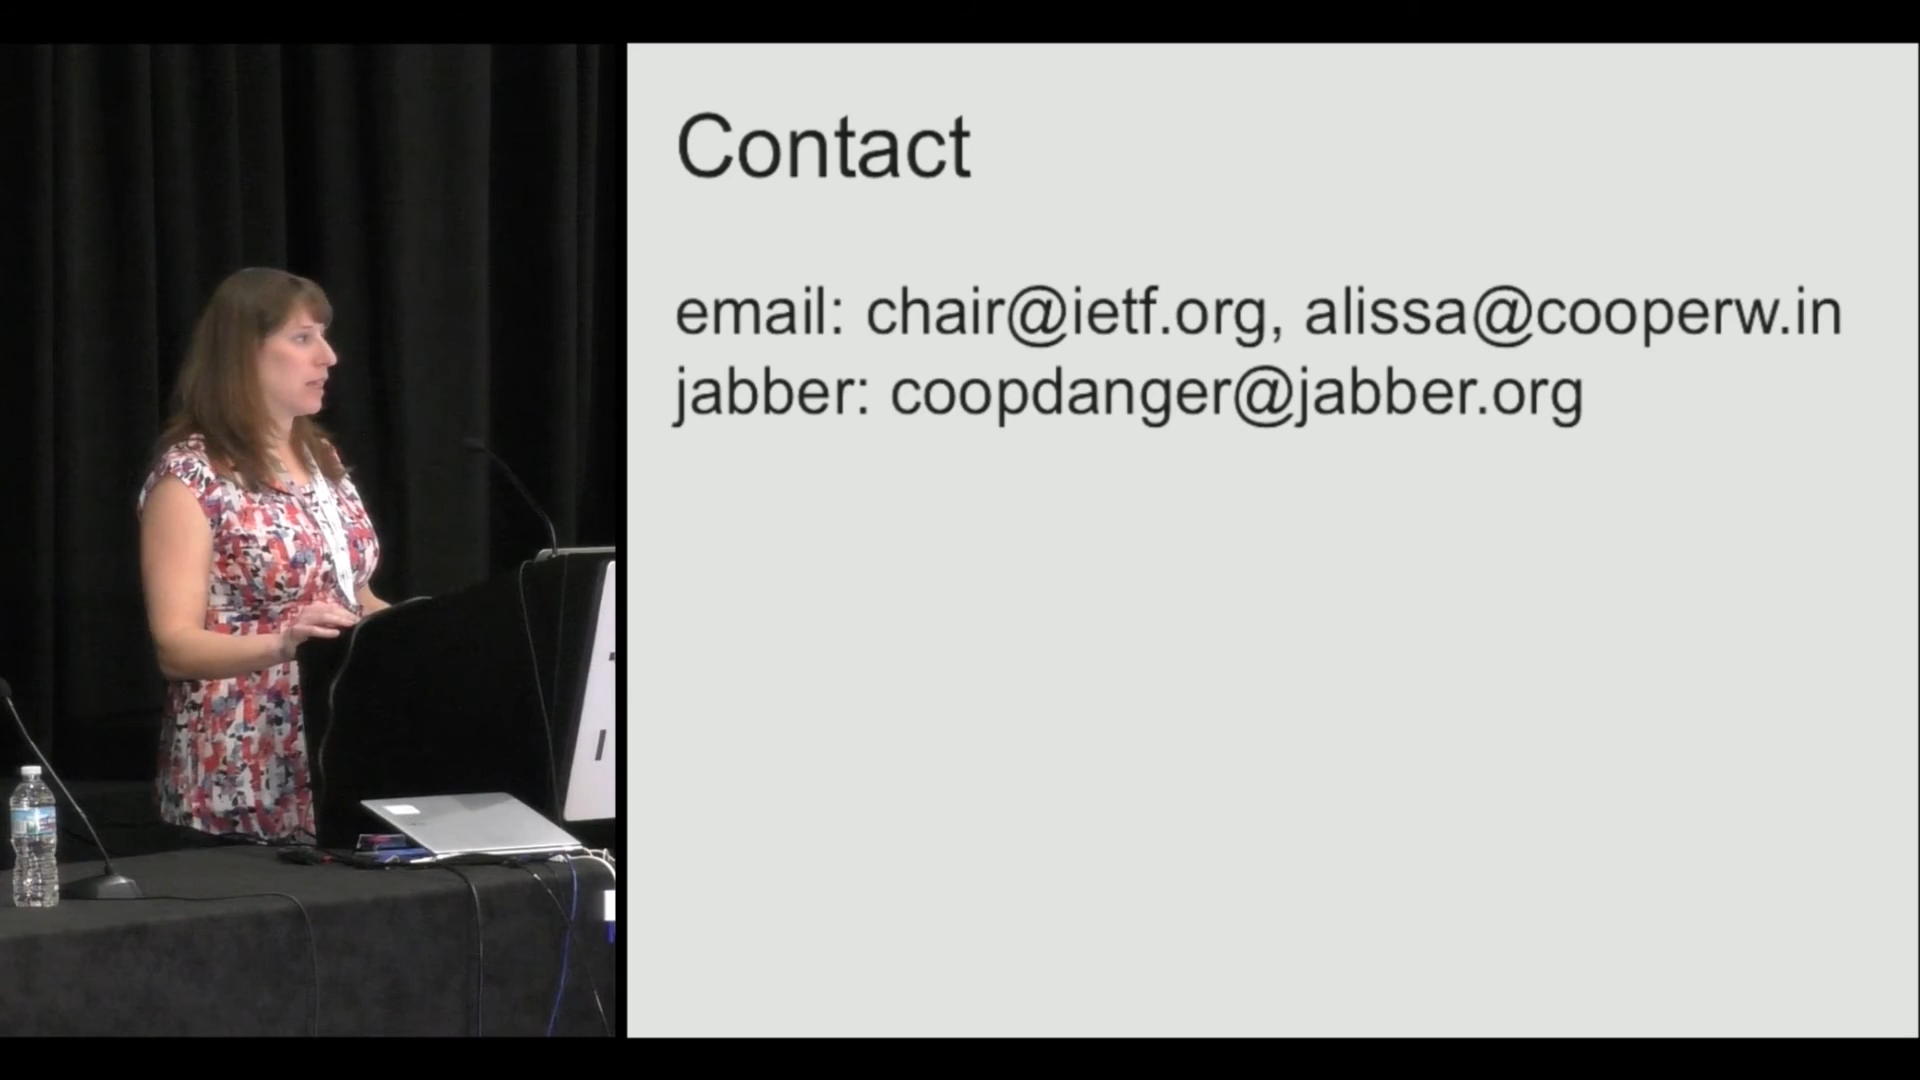 Contact
email: chair@ietf.org, alissa@cooperw.in
jabber: coopdanger@jabber.org